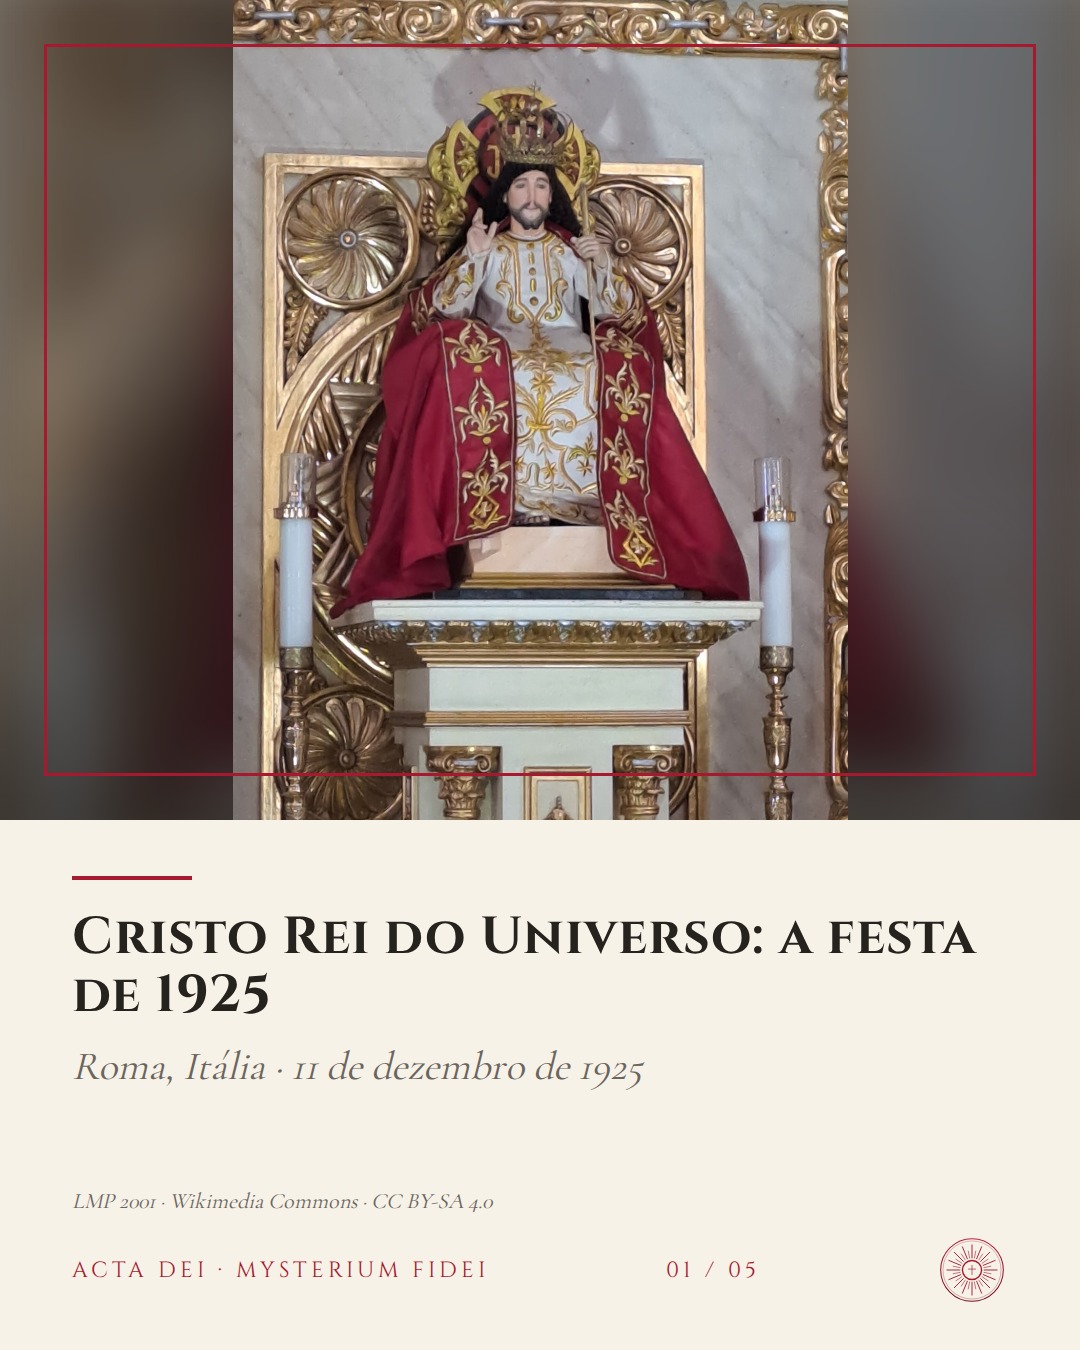 Cristo Rei do Universo: a festa
de 1925
Roma, Itália · 11 de dezembro de 1925
LMP 2001 · Wikimedia Commons · CC BY-SA 4.0
ACTA DEI · MYSTERIUM FIDEI
01 / 05